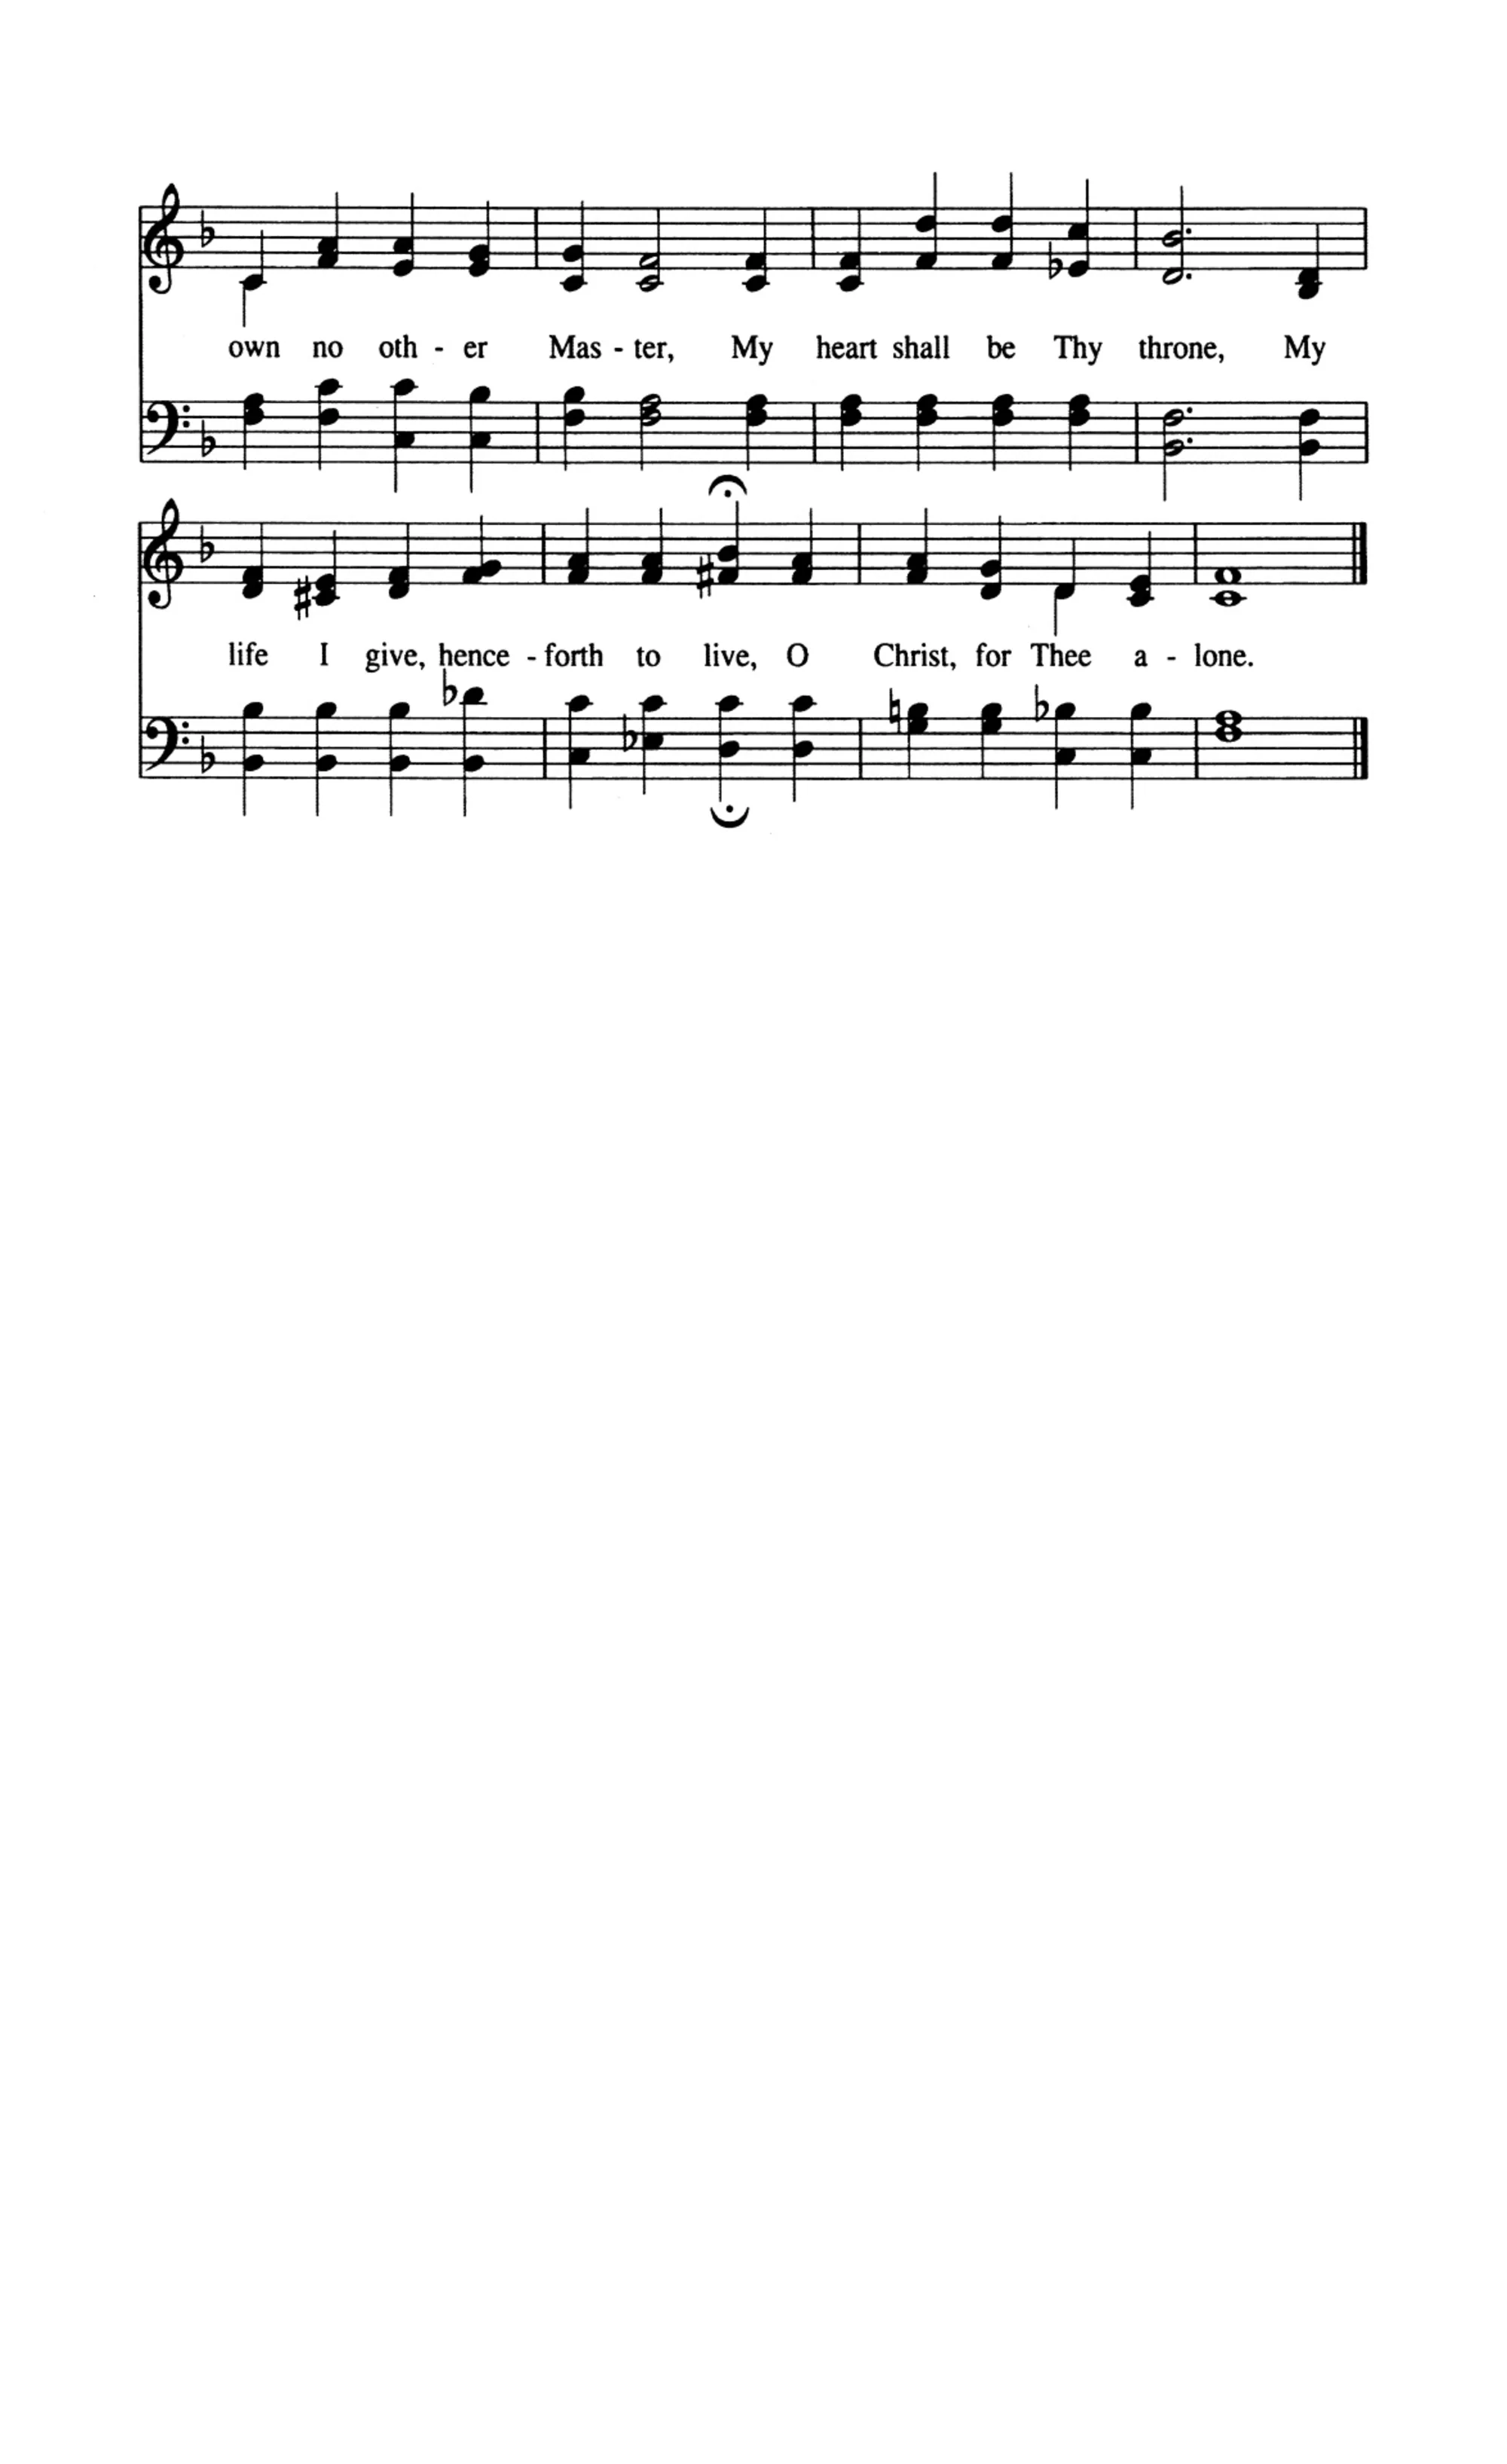 own no oth - er Mas - ter, My heart shall be Thy throne, My
life I give, hence - forth to live, O Christ, for Thee a - lone.